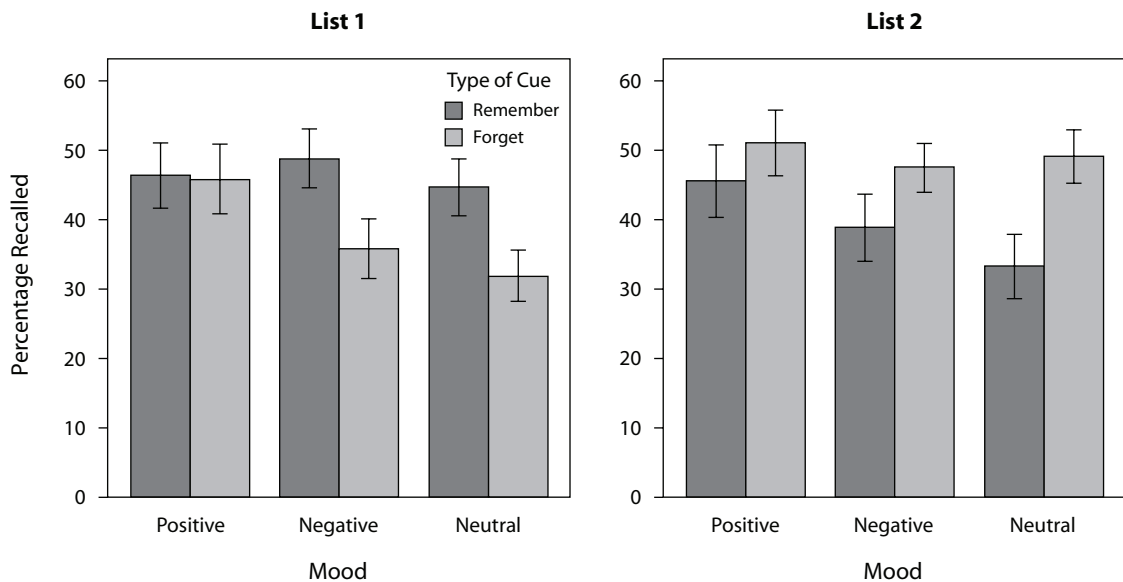 List 1
Type of Cue
Remember
Forget
Percentage Recalled
60
50
40
30
20
10
0
Positive Negative Neutral
Mood
List 2
60
50
40
30
20
10
0
Positive Negative Neutral
Mood